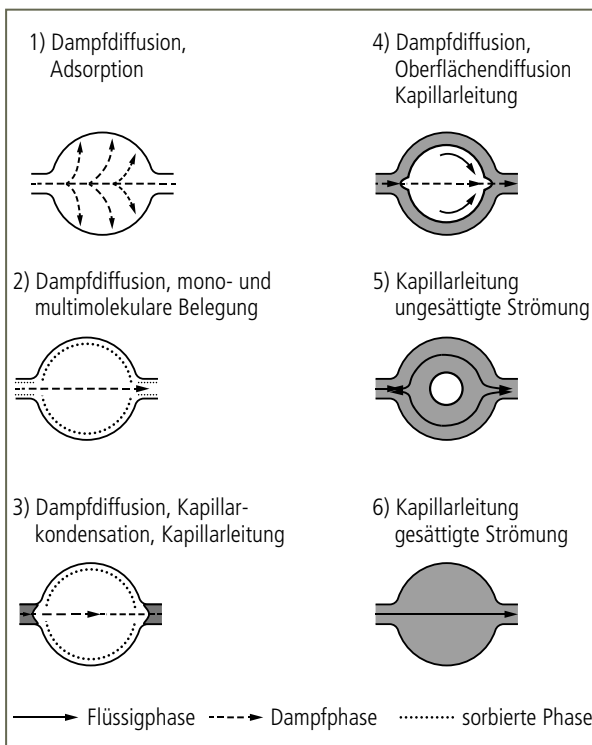 1) Dampfdiffusion,
Adsorption
2) Dampfdiffusion, mono- und
multimolekulare Belegung
3) Dampfdiffusion, Kapillar-
kondensation, Kapillarleitung
4) Dampfdiffusion,
Oberflächendiffusion
Kapillarleitung
5) Kapillarleitung
ungesättigte Strömung
6) Kapillarleitung
gesättigte Strömung
Flüssigphase Dampfphase sorbierte Phase